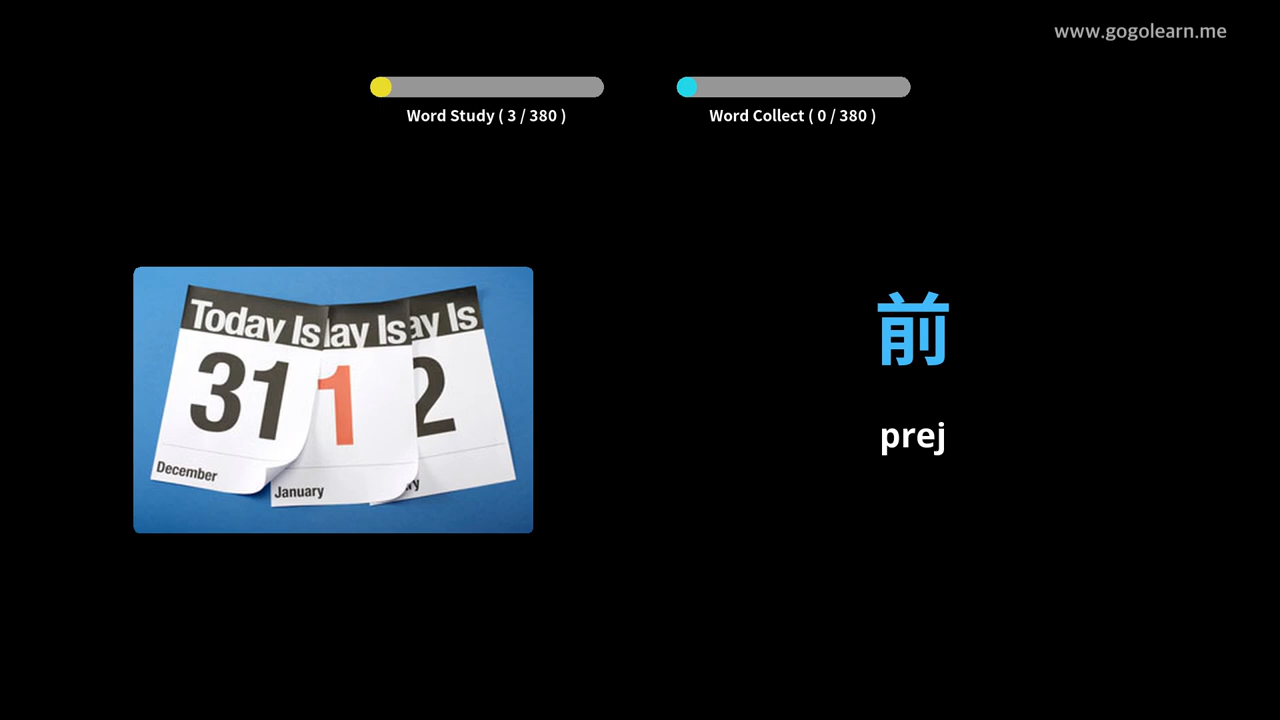 www.gogolearn.me
Word Study ( 3 / 380 )
Word Collect ( 0 / 380 )
Today Is
ay Is
ay Is
31
1
2
December
January
ry
前
prej